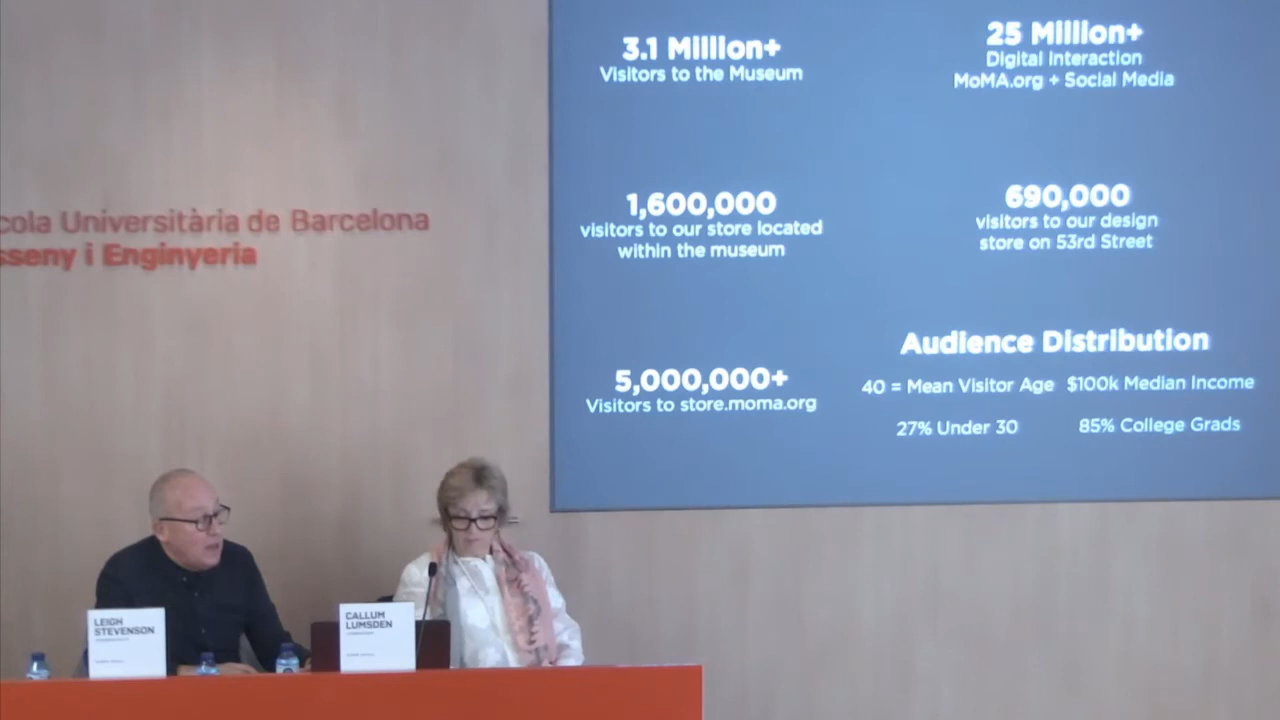 cola Universitària de Barcelona
sseny i Enginyeria
3.1 Million+
Visitors to the Museum
25 Million+
Digital Interaction
MoMA.org + Social Media
1,600,000
visitors to our store located
within the museum
690,000
visitors to our design
store on 53rd Street
5,000,000+
Visitors to store.moma.org
Audience Distribution
40 = Mean Visitor Age $100k Median Income
27% Under 30 85% College Grads
LEIGH
STEVENSON
CALLUM
LUMSDEN